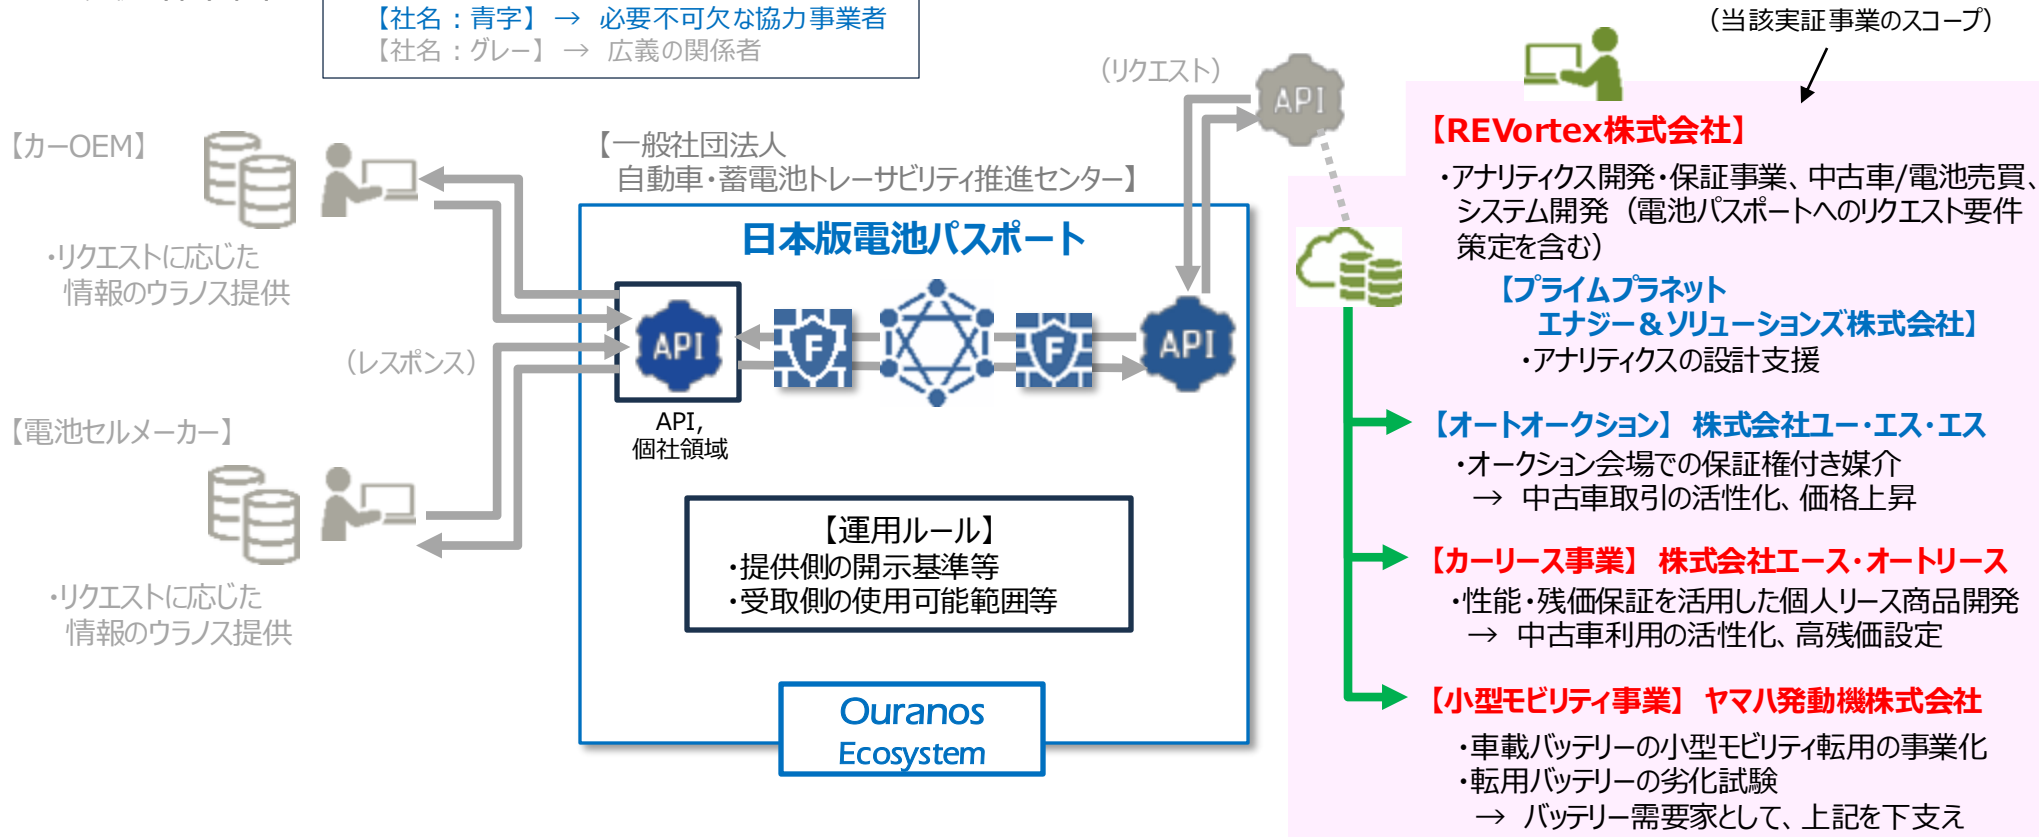 【社名：青字】 → 必要不可欠な協力事業者
【社名：グレー】 → 広義の関係者
（当該実証事業のスコープ）
（リクエスト）
API
【カーOEM】
・リクエストに応じた
情報のウラノス提供
【一般社団法人
自動車・蓄電池トレーサビリティ推進センター】
日本版電池パスポート
API
F
F
API
API,
個社領域
（レスポンス）
【電池セルメーカー】
・リクエストに応じた
情報のウラノス提供
【運用ルール】
・提供側の開示基準等
・受取側の使用可能範囲等
Ouranos
Ecosystem
【REVortex株式会社】
・アナリティクス開発・保証事業、中古車/電池売買、
システム開発（電池パスポートへのリクエスト要件
策定を含む）
【プライムプラネット
エナジー＆ソリューションズ株式会社】
・アナリティクスの設計支援
【オートオークション】 株式会社ユー・エス・エス
・オークション会場での保証権付き媒介
→ 中古車取引の活性化、価格上昇
【カーリース事業】 株式会社エース・オートリース
・性能・残価保証を活用した個人リース商品開発
→ 中古車利用の活性化、高残価設定
【小型モビリティ事業】 ヤマハ発動機株式会社
・車載バッテリーの小型モビリティ転用の事業化
・転用バッテリーの劣化試験
→ バッテリー需要家として、上記を下支え